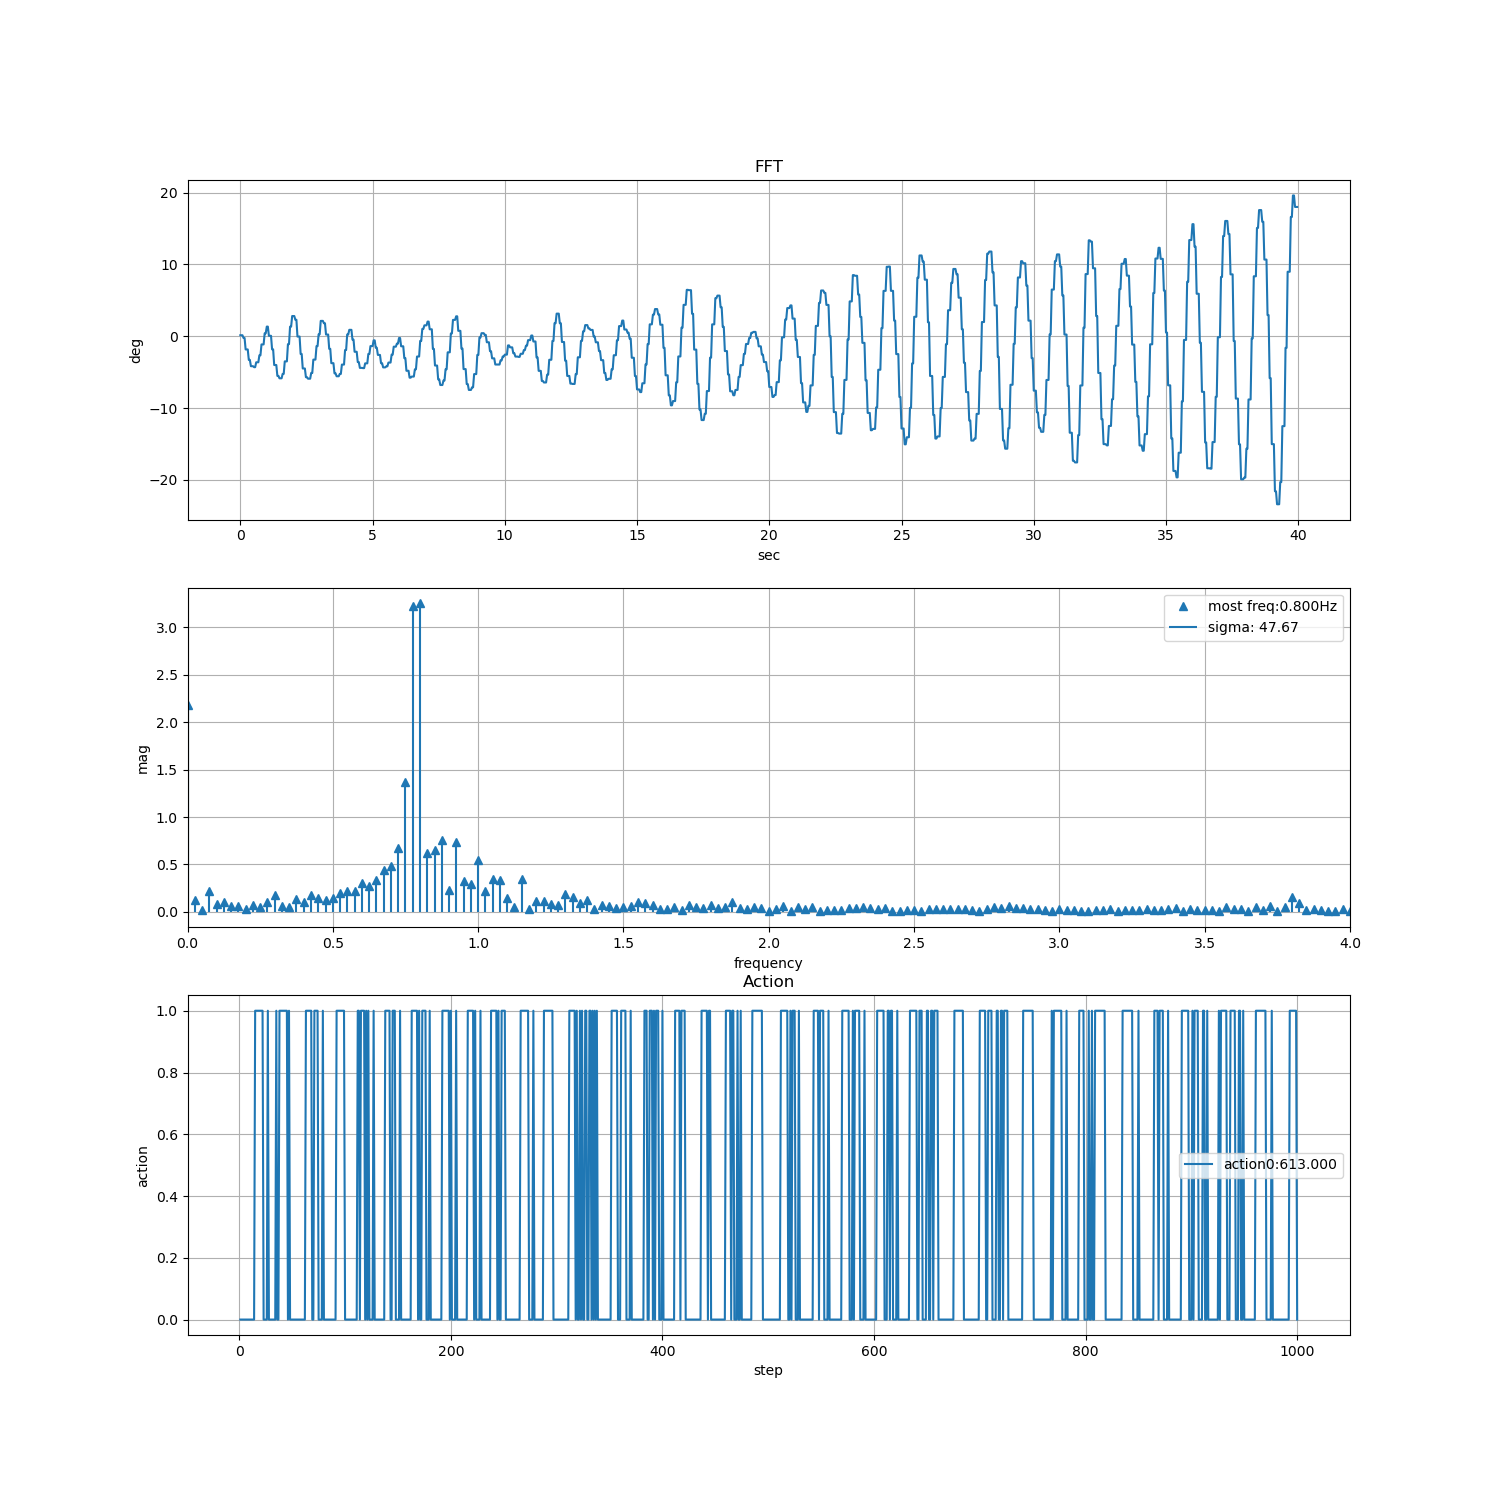 FFT
20
10
0
−10
−20
deg
0 5 10 15 20 25 30 35 40
sec
most freq:0.800Hz
sigma: 47.67
3.0
2.5
2.0
1.5
1.0
0.5
0.0
mag
0.0 0.5 1.0 1.5 2.0 2.5 3.0 3.5 4.0
frequency
Action
1.0
0.8
0.6
0.4
0.2
0.0
action
action0:613.000
0 200 400 600 800 1000
step